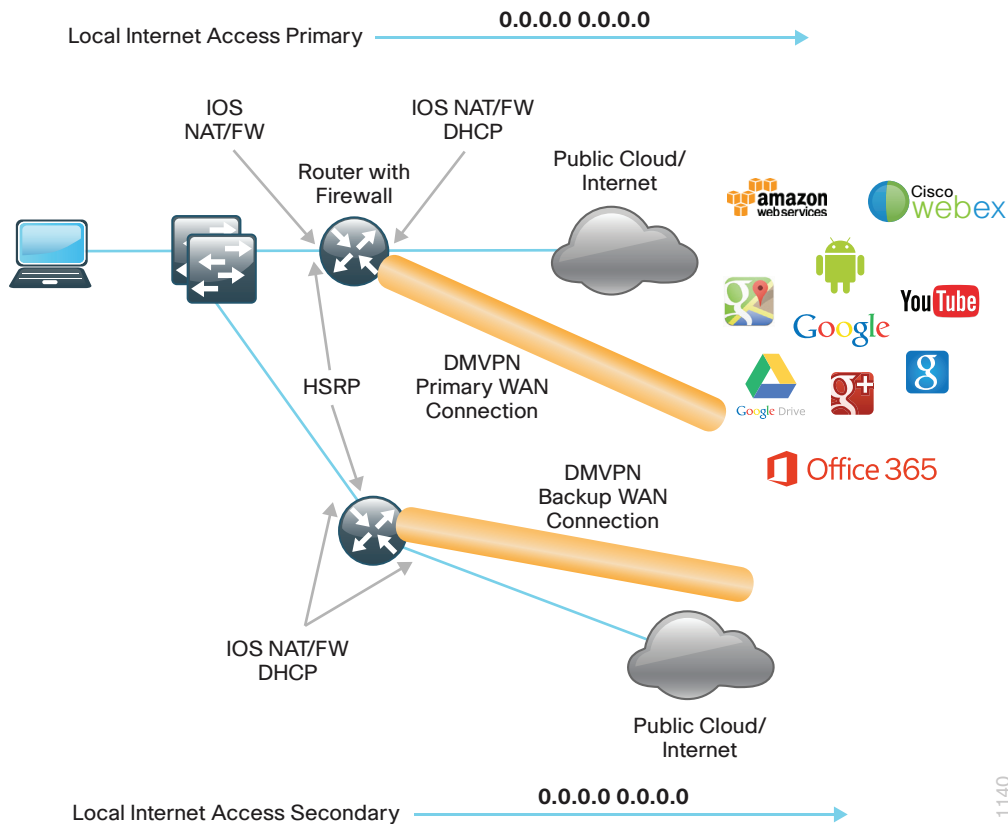 0.0.0.0 0.0.0.0
Local Internet Access Primary
IOS
NAT/FW
IOS NAT/FW
DHCP
Router with
Firewall
Public Cloud/
Internet
amazon
webservices
Cisco
webex
YouTube
g
Google
DMVPN
Primary WAN
Connection
HSRP
Google Drive
g+
g
Office 365
DMVPN
Backup WAN
Connection
IOS NAT/FW
DHCP
Public Cloud/
Internet
0.0.0.0 0.0.0.0
Local Internet Access Secondary
1140